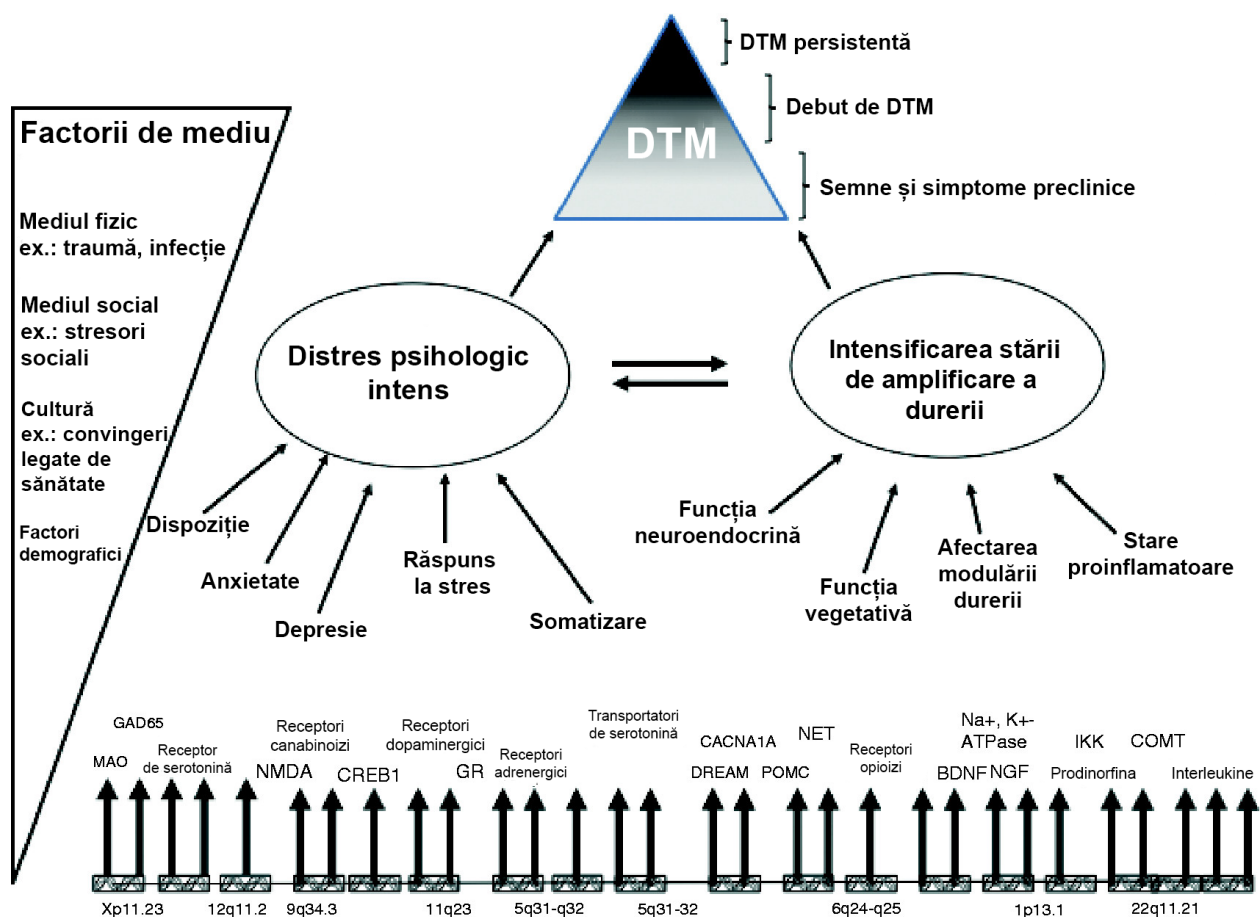 DTM persistentă
Debut de DTM
DTM
Semne și simptome preclinice
Factorii de mediu
Mediul fizic
ex.: traumă, infecție
Mediul social
ex.: stresori
sociali
Cultură
ex.: convingeri
legate de
sănătate
Factori
demografici
Distres psihologic
intens
Intensificarea stării
de amplificare a
durerii
Dispoziție
Anxietate
Depresie
Răspuns
la stres
Somatizare
Funcția
neuroendocrină
Funcția
vegetativă
Afectarea
modulării
durerii
Stare
proinflamatoare
MAO
GAD65
Receptor
de serotonină
NMDA
Receptori
canabinoizi
CREB1
Receptori
dopaminergici
GR
Receptori
adrenergici
Transportatori
de serotonină
CACNA1A
DREAM
POMC
NET
Receptori
opioizi
BDNF
Na+, K+-
ATPase
NGF
IKK
Prodinorfina
COMT
Interleukine
Xp11.23
12q11.2
9q34.3
11q23
5q31-q32
5q31-32
6q24-q25
1p13.1
22q11.21